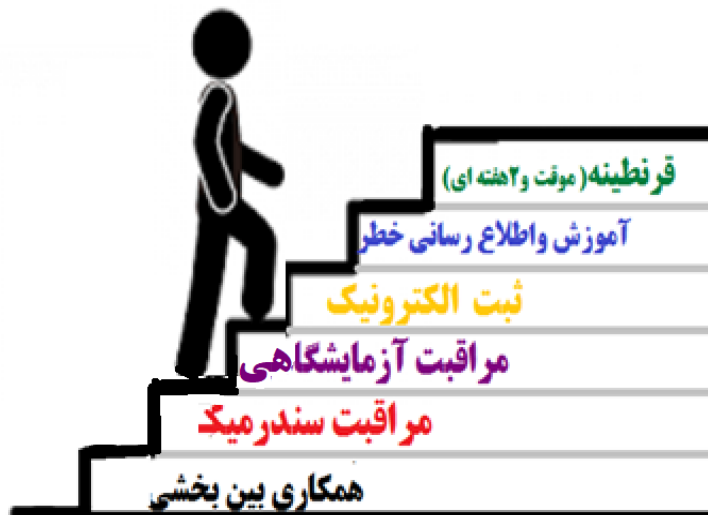 قرنطینه( موقت و۲هفته ای)
آموزش واطلاع رسانی خطر
ثبت الکترونیک
مراقبت آزمایشگاهی
مراقبت سندرمیک
همکاری بین بخشی